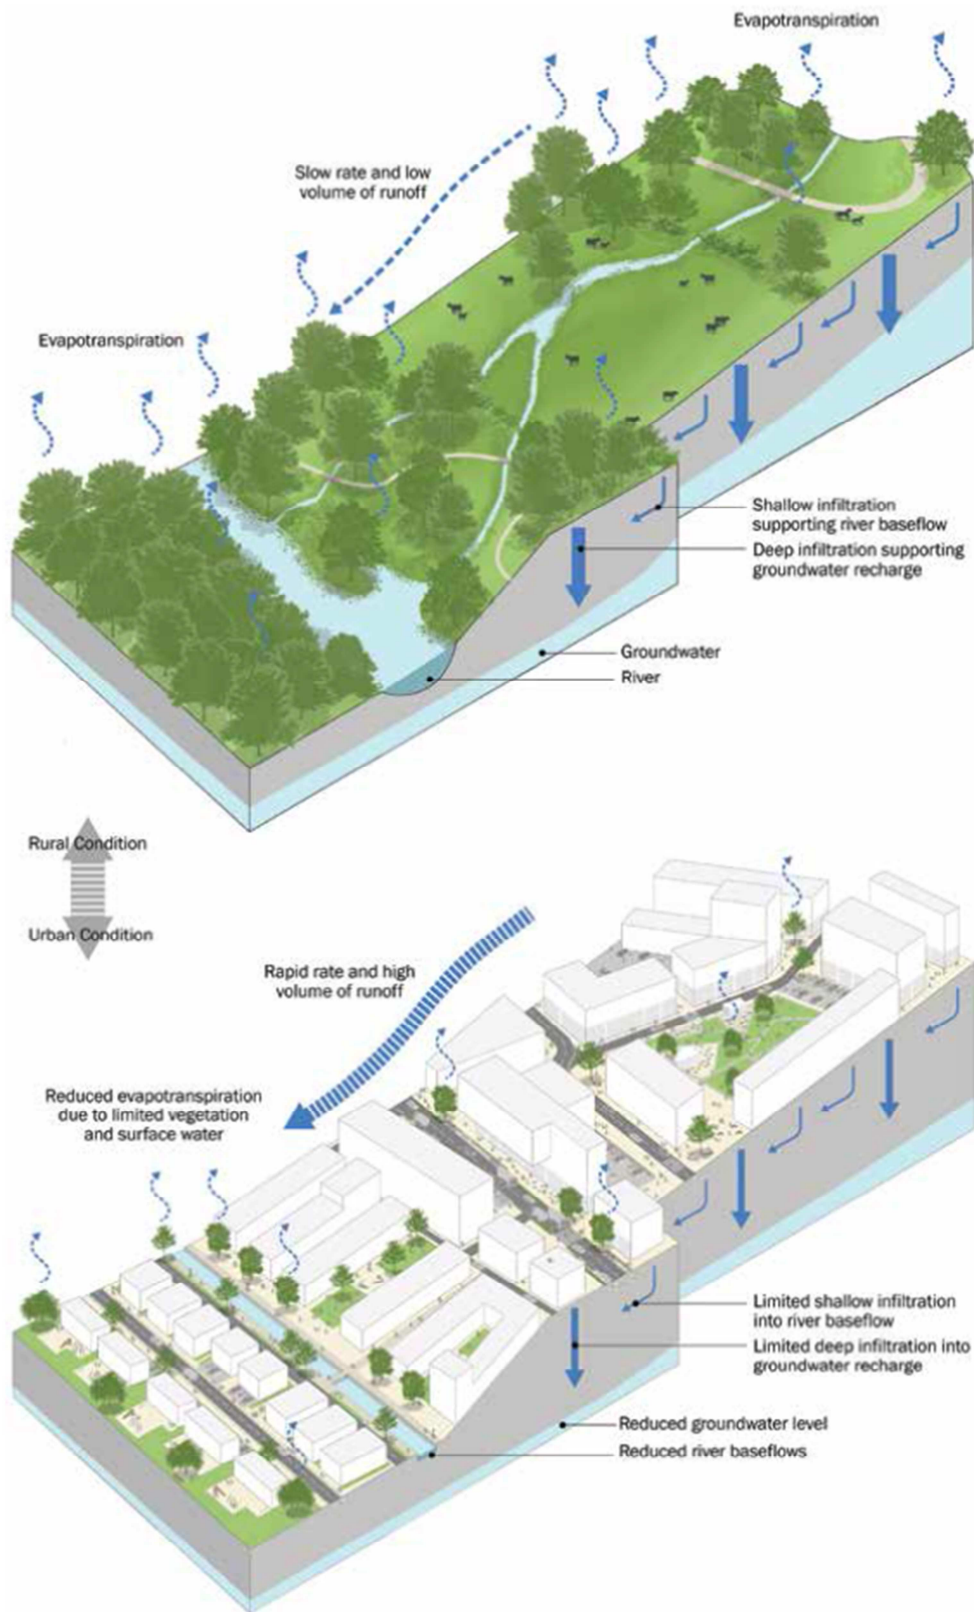 Evapotranspiration
Slow rate and low
volume of runoff
Evapotranspiration
Shallow infiltration
supporting river baseflow
Deep infiltration supporting
groundwater recharge
Groundwater
River
Rural Condition
Urban Condition
Rapid rate and high
volume of runoff
Reduced evapotranspiration
due to limited vegetation
and surface water
Limited shallow infiltration
into river baseflow
Limited deep infiltration into
groundwater recharge
Reduced groundwater level
Reduced river baseflows